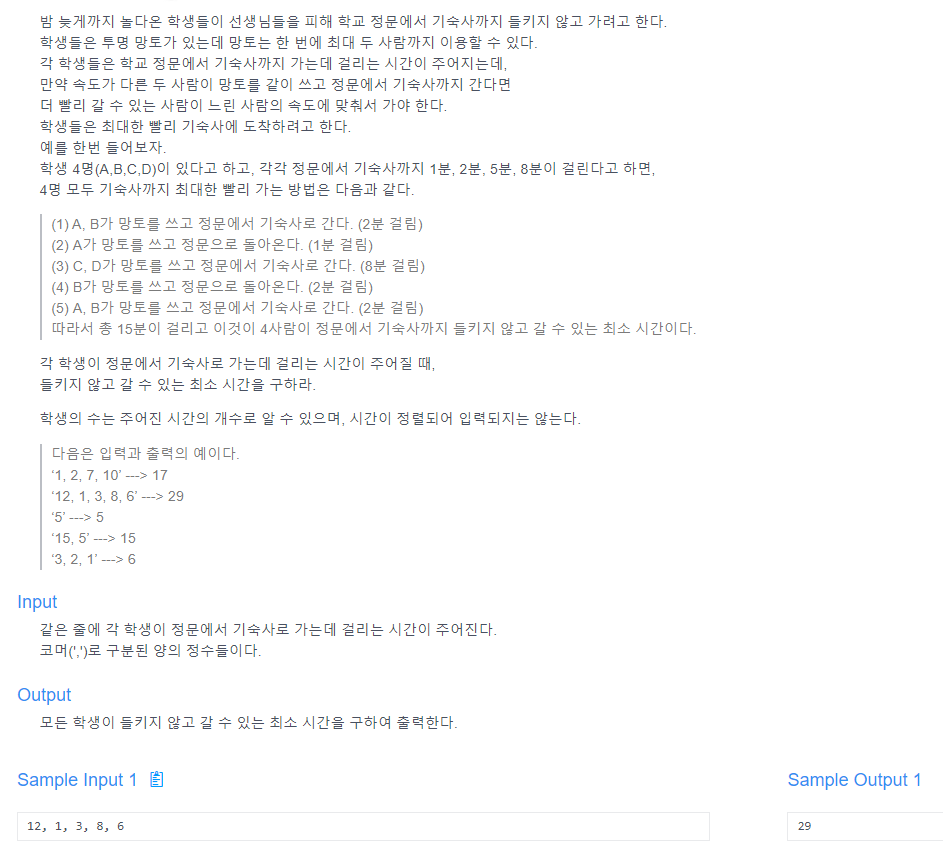 밤 늦게까지 놀다온 학생들이 선생님들을 피해 학교 정문에서 기숙사까지 들키지 않고 가려고 한다.
학생들은 투명 망토가 있는데 망토는 한 번에 최대 두 사람까지 이용할 수 있다.
각 학생들은 학교 정문에서 기숙사까지 가는데 걸리는 시간이 주어지는데,
만약 속도가 다른 두 사람이 망토를 같이 쓰고 정문에서 기숙사까지 간다면
더 빨리 갈 수 있는 사람이 느린 사람의 속도에 맞춰서 가야 한다.
학생들은 최대한 빨리 기숙사에 도착하려고 한다.
예를 한번 들어보자.
학생 4명(A,B,C,D)이 있다고 하고, 각각 정문에서 기숙사까지 1분, 2분, 5분, 8분이 걸린다고 하면,
4명 모두 기숙사까지 최대한 빨리 가는 방법은 다음과 같다.
(1) A, B가 망토를 쓰고 정문에서 기숙사로 간다. (2분 걸림)
(2) A가 망토를 쓰고 정문으로 돌아온다. (1분 걸림)
(3) C, D가 망토를 쓰고 정문에서 기숙사로 간다. (8분 걸림)
(4) B가 망토를 쓰고 정문으로 돌아온다. (2분 걸림)
(5) A, B가 망토를 쓰고 정문에서 기숙사로 간다. (2분 걸림)
따라서 총 15분이 걸리고 이것이 4사람이 정문에서 기숙사까지 들키지 않고 갈 수 있는 최소 시간이다.
각 학생이 정문에서 기숙사로 가는데 걸리는 시간이 주어질 때,
들키지 않고 갈 수 있는 최소 시간을 구하라.
학생의 수는 주어진 시간의 개수로 알 수 있으며, 시간이 정렬되어 입력되지는 않는다.
다음은 입력과 출력의 예이다.
‘1, 2, 7, 10’ ---> 17
‘12, 1, 3, 8, 6’ ---> 29
‘5’ ---> 5
‘15, 5’ ---> 15
‘3, 2, 1’ ---> 6
Input
같은 줄에 각 학생이 정문에서 기숙사로 가는데 걸리는 시간이 주어진다.
코머(',')로 구분된 양의 정수들이다.
Output
모든 학생이 들키지 않고 갈 수 있는 최소 시간을 구하여 출력한다.
Sample Input 1
12, 1, 3, 8, 6
Sample Output 1
29